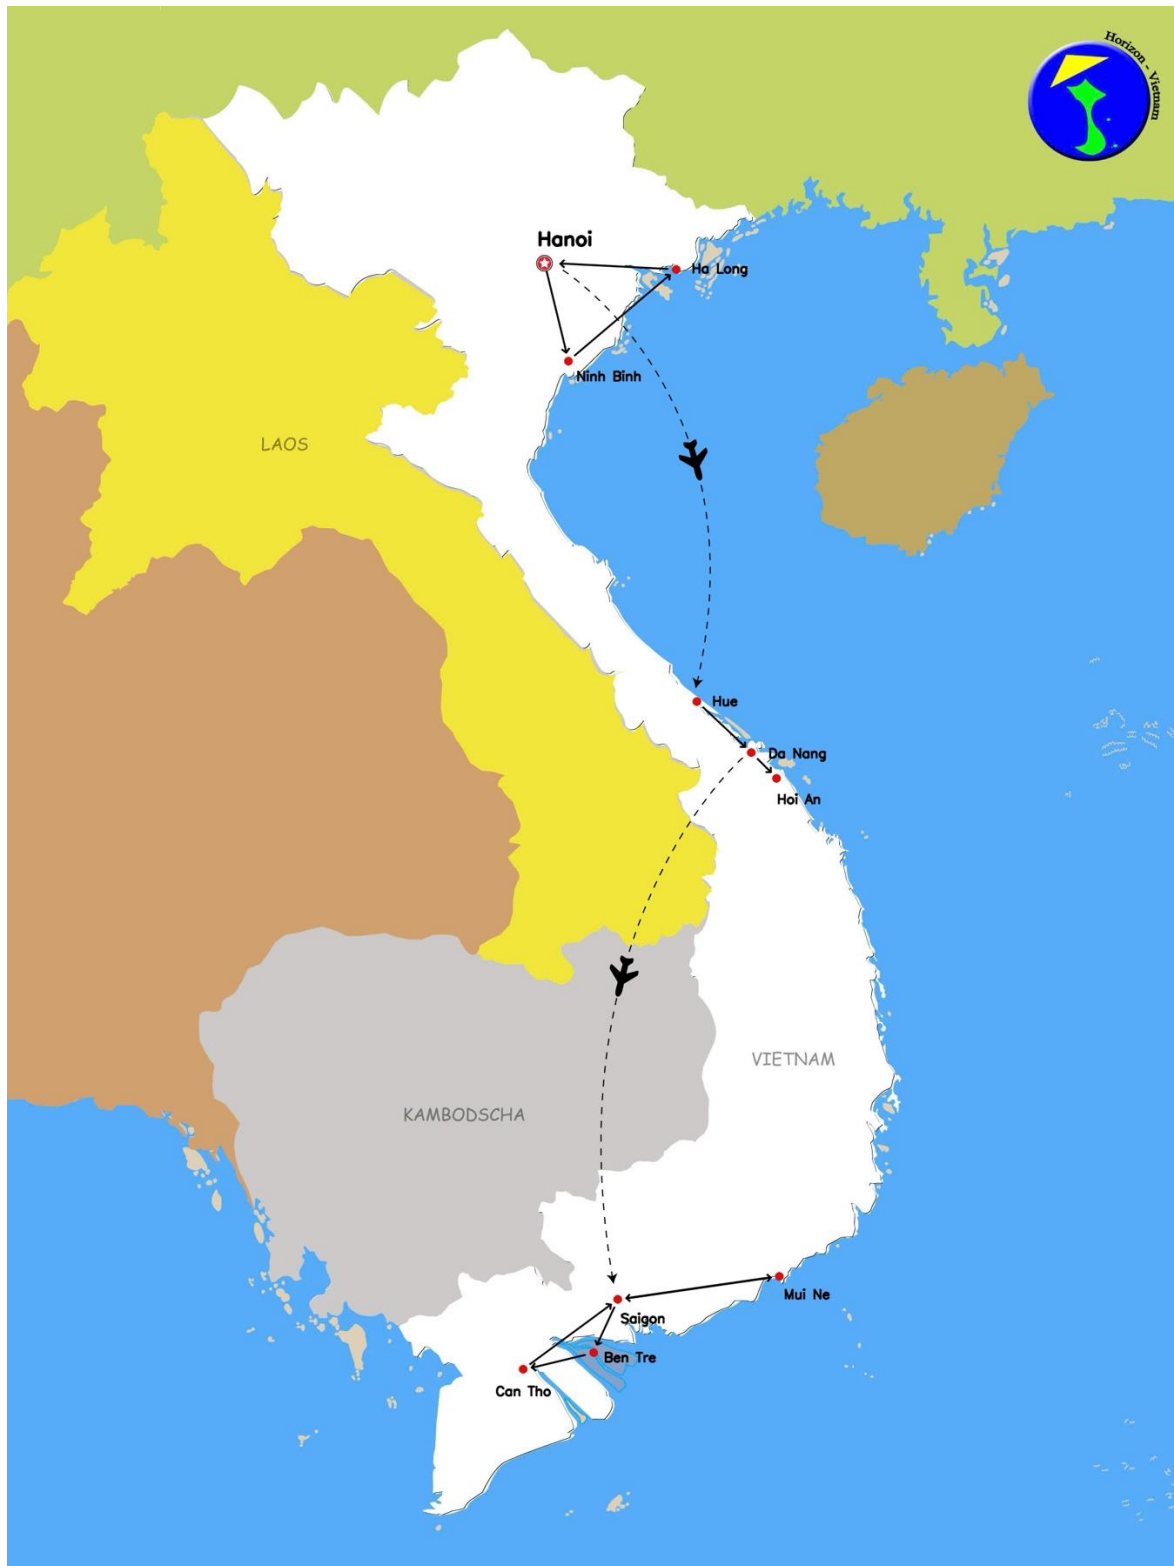 Horizon - Vietnam
Hanoi
Ha Long
Ninh Binh
LAOS
Hue
Da Nang
Hoi An
VIETNAM
KAMBODSCHA
Mui Ne
Saigon
Ben Tre
Can Tho